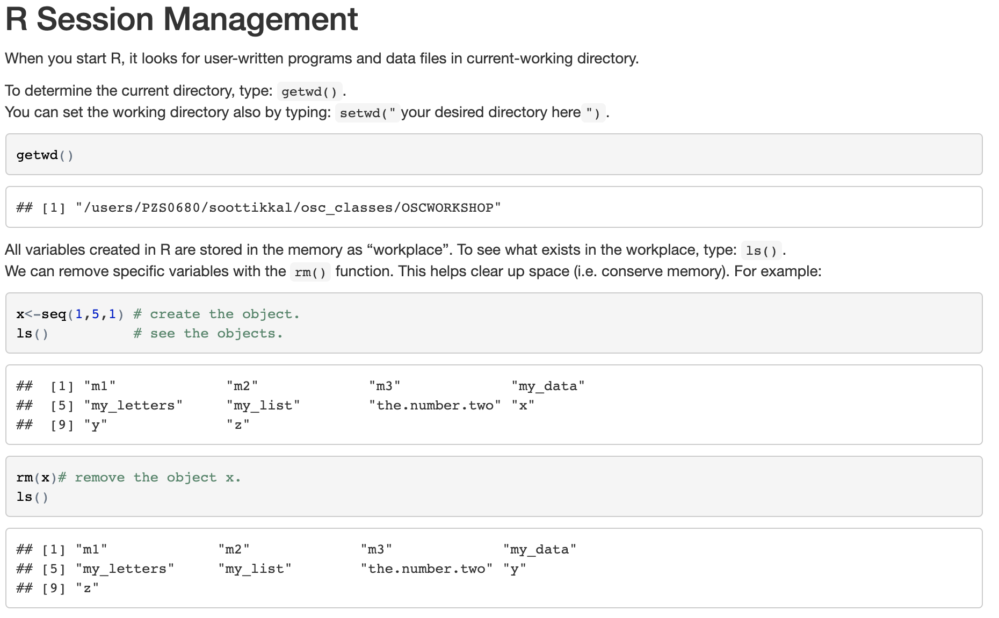 R Session Management
When you start R, it looks for user-written programs and data files in current-working directory.
To determine the current directory, type: getwd().
You can set the working directory also by typing: setwd("your desired directory here").
getwd()
## [1] "/users/PZS0680/soottikkal/osc_classes/OSCWORKSHOP"
All variables created in R are stored in the memory as “workplace”. To see what exists in the workplace, type: ls().
We can remove specific variables with the rm() function. This helps clear up space (i.e. conserve memory). For example:
x<-seq(1,5,1) # create the object.
ls()          # see the objects.
##  [1] "m1"             "m2"             "m3"             "my_data"
##  [5] "my_letters"     "my_list"        "the.number.two" "x"
##  [9] "y"              "z"
rm(x)# remove the object x.
ls()
## [1] "m1"             "m2"             "m3"             "my_data"
## [5] "my_letters"     "my_list"        "the.number.two" "y"
## [9] "z"